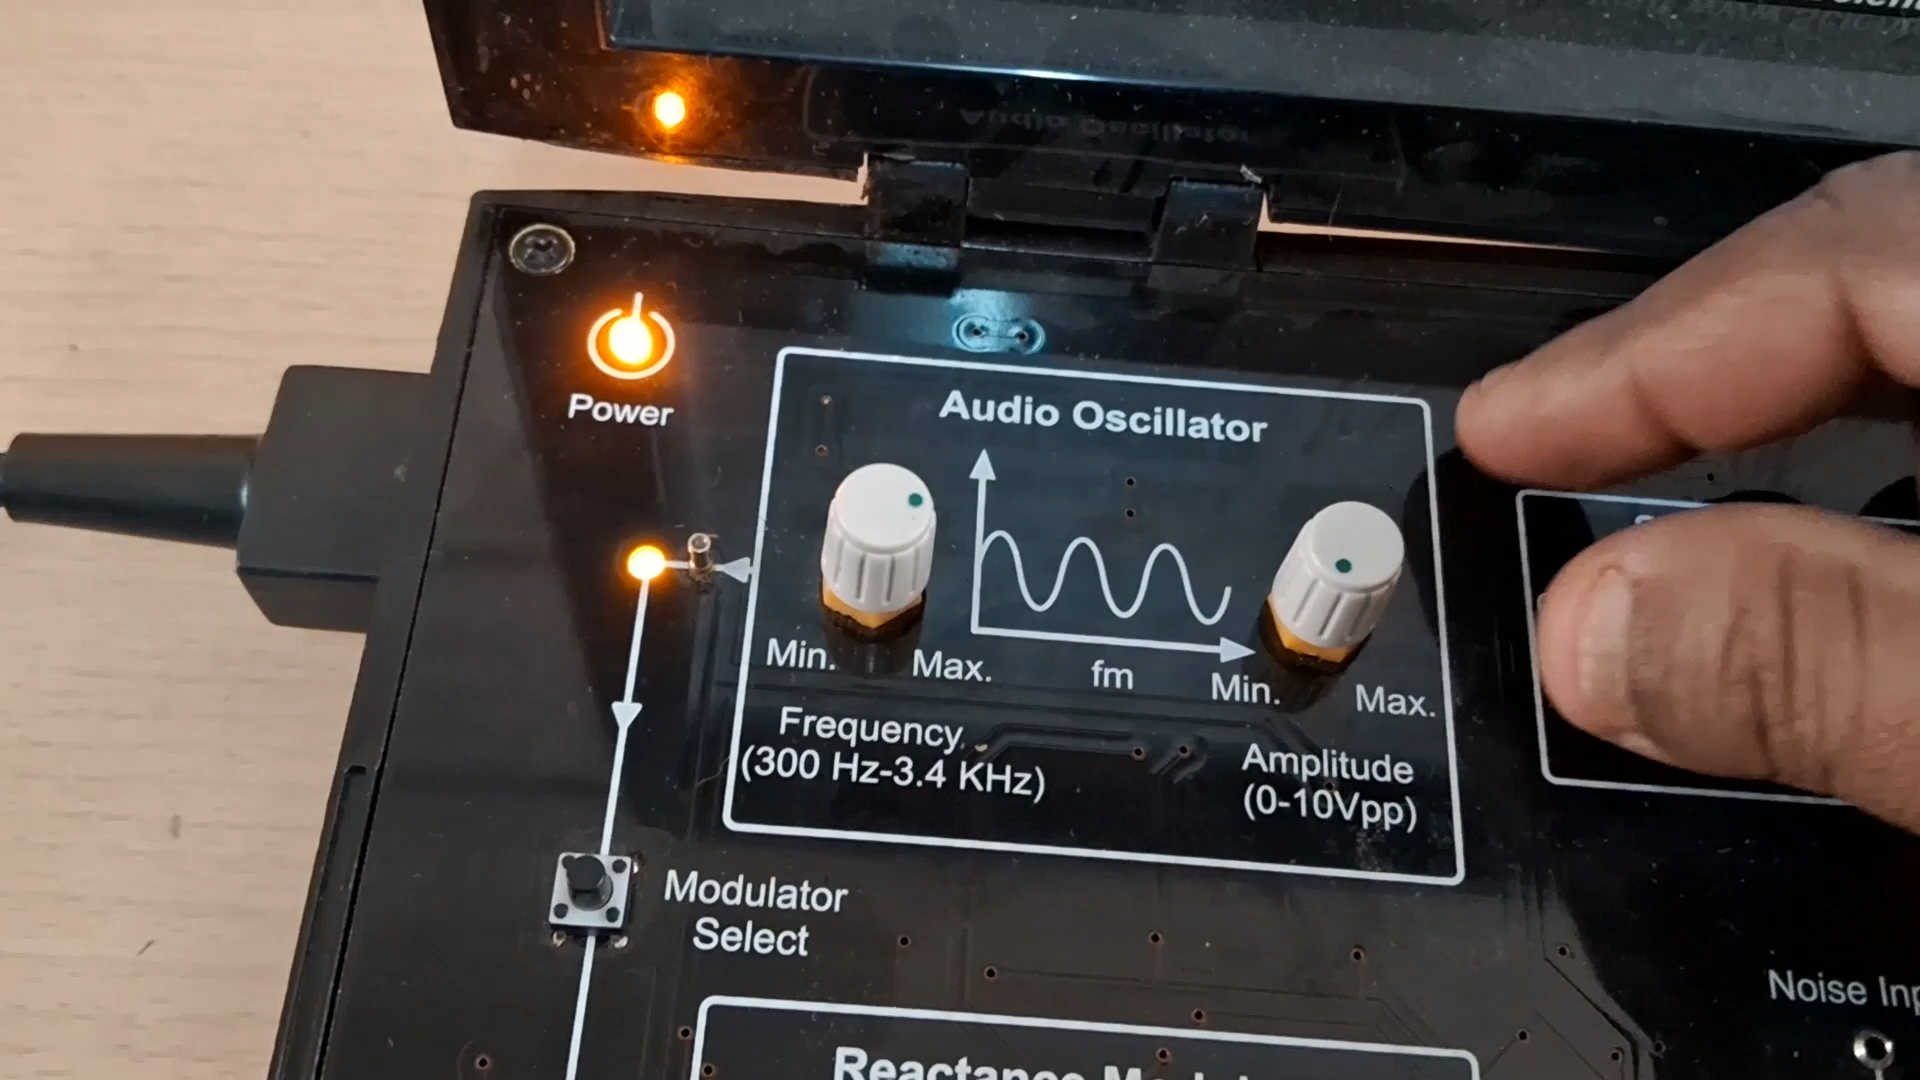 Power
Audio Oscillator
Min.
Max.
fm
Min.
Max.
Frequency
(300 Hz-3.4 KHz)
Amplitude
(0-10Vpp)
Modulator
Select
Noise Inp
Reactance